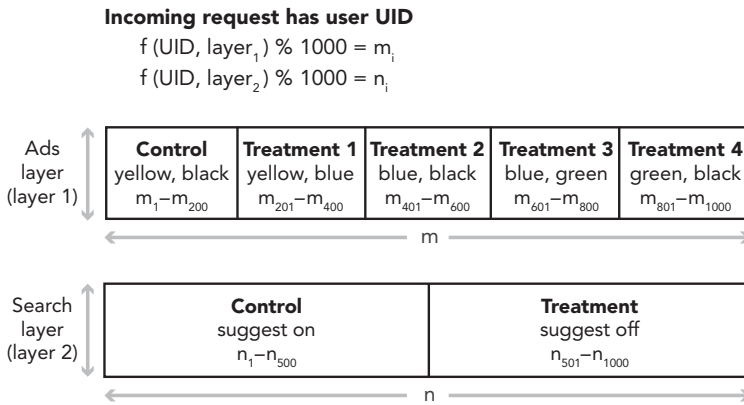 Incoming request has user UID
f (UID, layer₁) % 1000 = mᵢ
f (UID, layer₂) % 1000 = nᵢ
Ads
layer
(layer 1)
Control
yellow, black
m₁–m₂₀₀
Treatment 1
yellow, blue
m₂₀₁–m₄₀₀
Treatment 2
blue, black
m₄₀₁–m₆₀₀
Treatment 3
blue, green
m₆₀₁–m₈₀₀
Treatment 4
green, black
m₈₀₁–m₁₀₀₀
m
Search
layer
(layer 2)
Control
suggest on
n₁–n₅₀₀
Treatment
suggest off
n₅₀₁–n₁₀₀₀
n